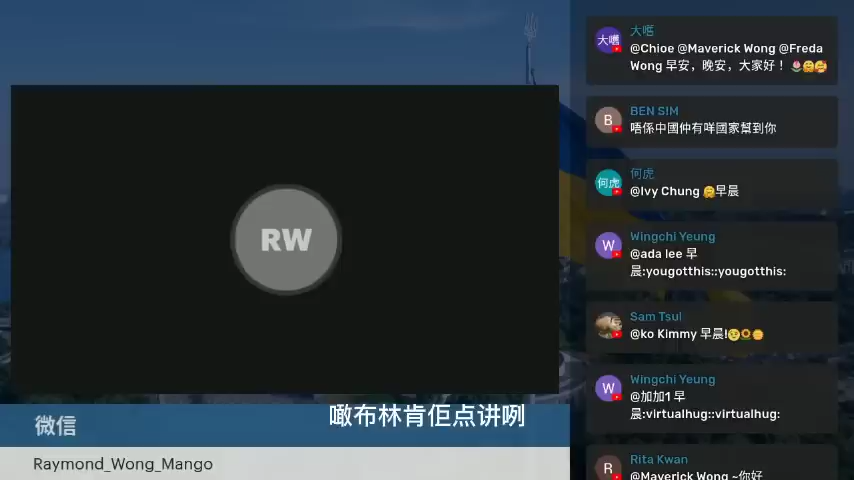 RW
噉布林肯佢点讲咧
微信
Raymond_Wong_Mango
大嚿
@Chioe @Maverick Wong @Freda
Wong 早安，晚安，大家好！ 🌷🤗🥰
BEN SIM
唔係中國仲有咩國家幫到你
何虎
@Ivy Chung 🤗早晨
Wingchi Yeung
@ada lee 早
晨:yougotthis::yougotthis:
Sam Tsui
@ko Kimmy 早晨!😉🌻🌼
Wingchi Yeung
@加加1 早
晨:virtualhug::virtualhug:
Rita Kwan
@Maverick Wong ~你好